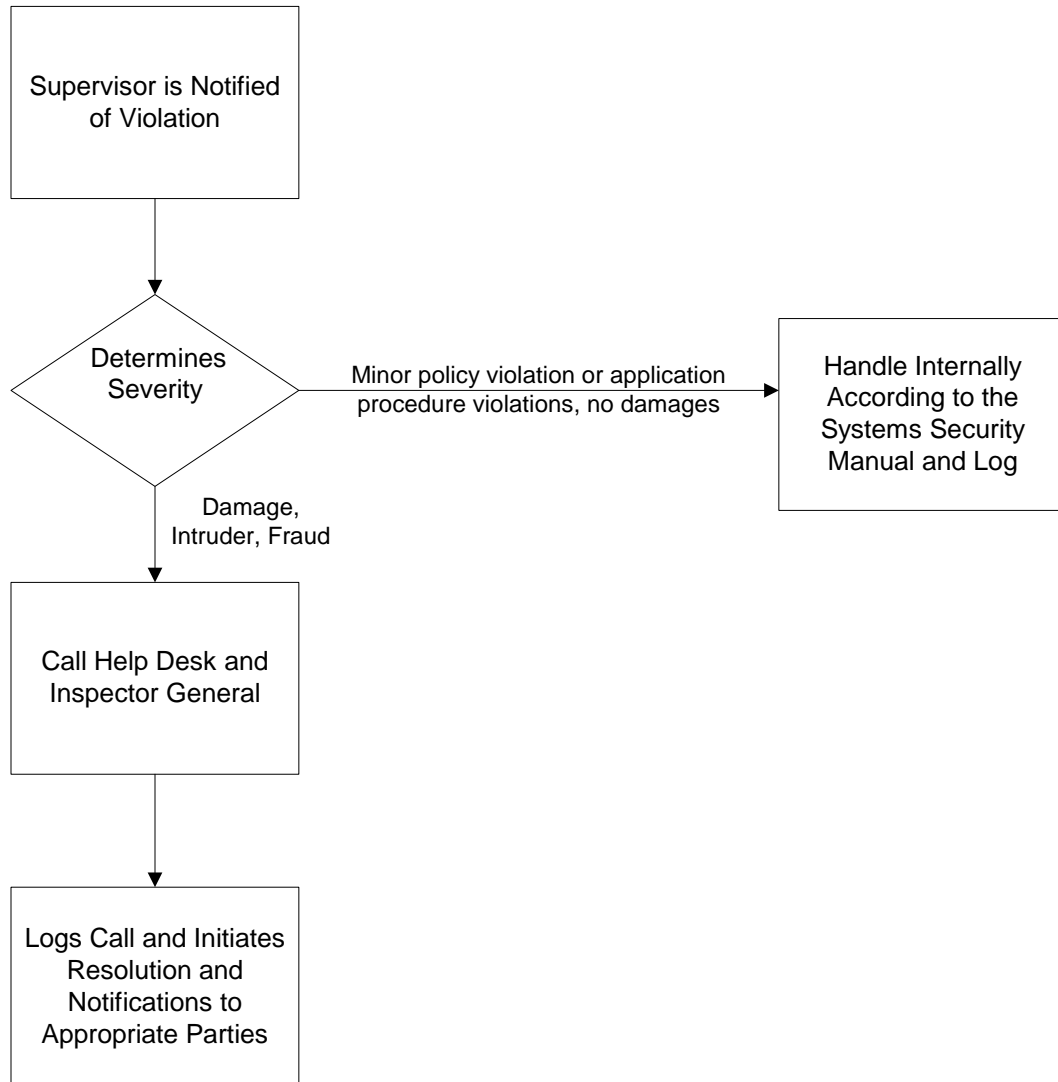 Supervisor is Notified
of Violation
Determines
Severity
Minor policy violation or application
procedure violations, no damages
Handle Internally
According to the
Systems Security
Manual and Log
Damage,
Intruder, Fraud
Call Help Desk and
Inspector General
Logs Call and Initiates
Resolution and
Notifications to
Appropriate Parties